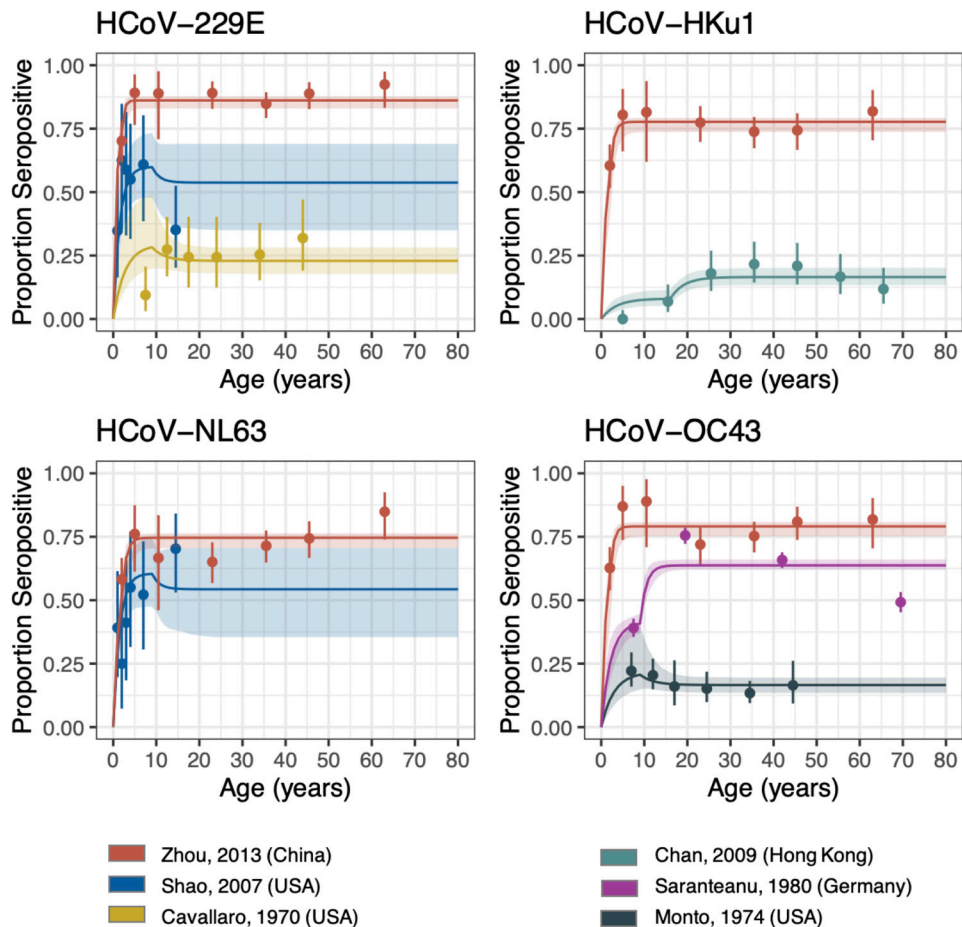 HCoV−229E
1.00
0.75
0.50
0.25
0.00
Proportion Seropositive
0 10 20 30 40 50 60 70 80
Age (years)
HCoV−HKu1
1.00
0.75
0.50
0.25
0.00
Proportion Seropositive
0 10 20 30 40 50 60 70 80
Age (years)
HCoV−NL63
1.00
0.75
0.50
0.25
0.00
Proportion Seropositive
0 10 20 30 40 50 60 70 80
Age (years)
HCoV−OC43
1.00
0.75
0.50
0.25
0.00
Proportion Seropositive
0 10 20 30 40 50 60 70 80
Age (years)
Zhou, 2013 (China)
Shao, 2007 (USA)
Cavallaro, 1970 (USA)
Chan, 2009 (Hong Kong)
Saranteanu, 1980 (Germany)
Monto, 1974 (USA)